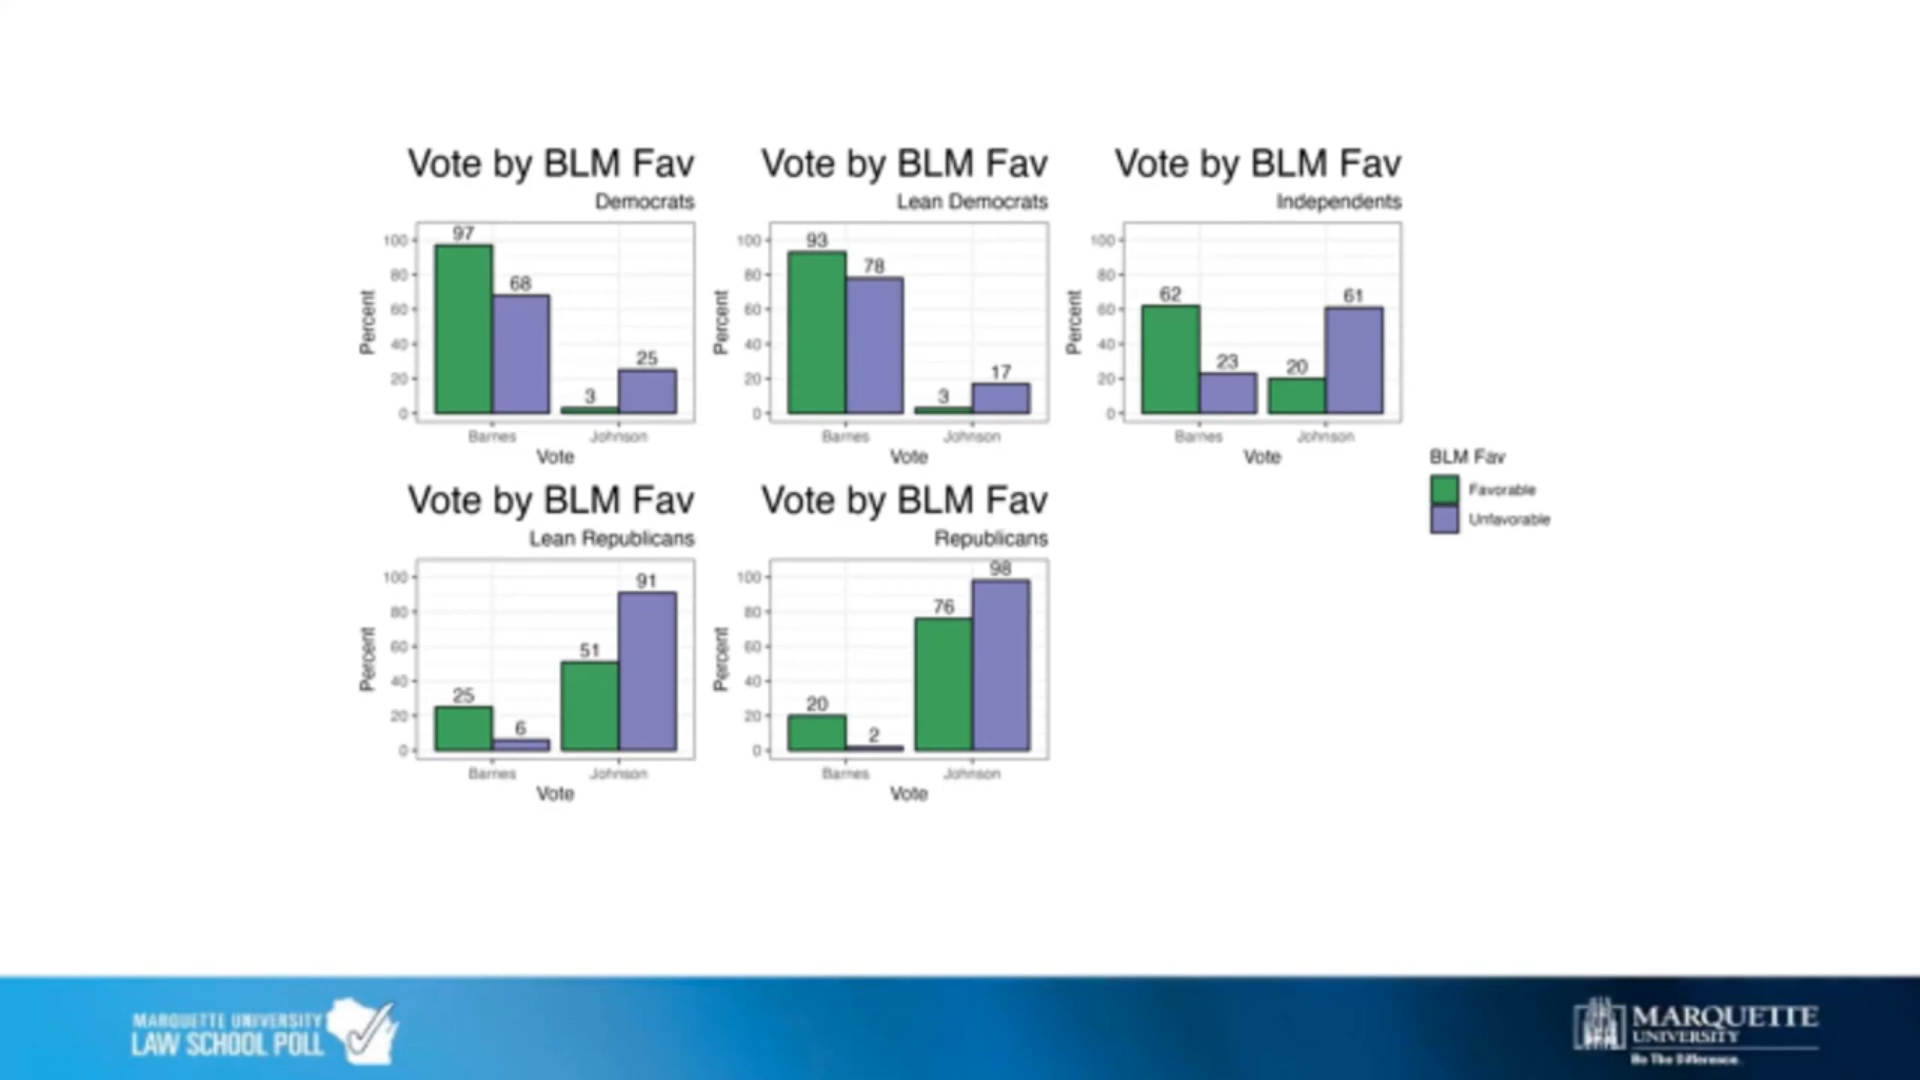 Vote by BLM Fav
Democrats
97
68
3
25
100
80
60
40
20
0
Percent
Barnes
Johnson
Vote
Vote by BLM Fav
Lean Democrats
93
78
3
17
100
80
60
40
20
0
Percent
Barnes
Johnson
Vote
Vote by BLM Fav
Independents
62
23
20
61
100
80
60
40
20
0
Percent
Barnes
Johnson
Vote
BLM Fav
Favorable
Unfavorable
Vote by BLM Fav
Lean Republicans
25
6
51
91
100
80
60
40
20
0
Percent
Barnes
Johnson
Vote
Vote by BLM Fav
Republicans
20
2
76
98
100
80
60
40
20
0
Percent
Barnes
Johnson
Vote
MARQUETTE UNIVERSITY
LAW SCHOOL POLL
MARQUETTE
UNIVERSITY
Be The Difference.